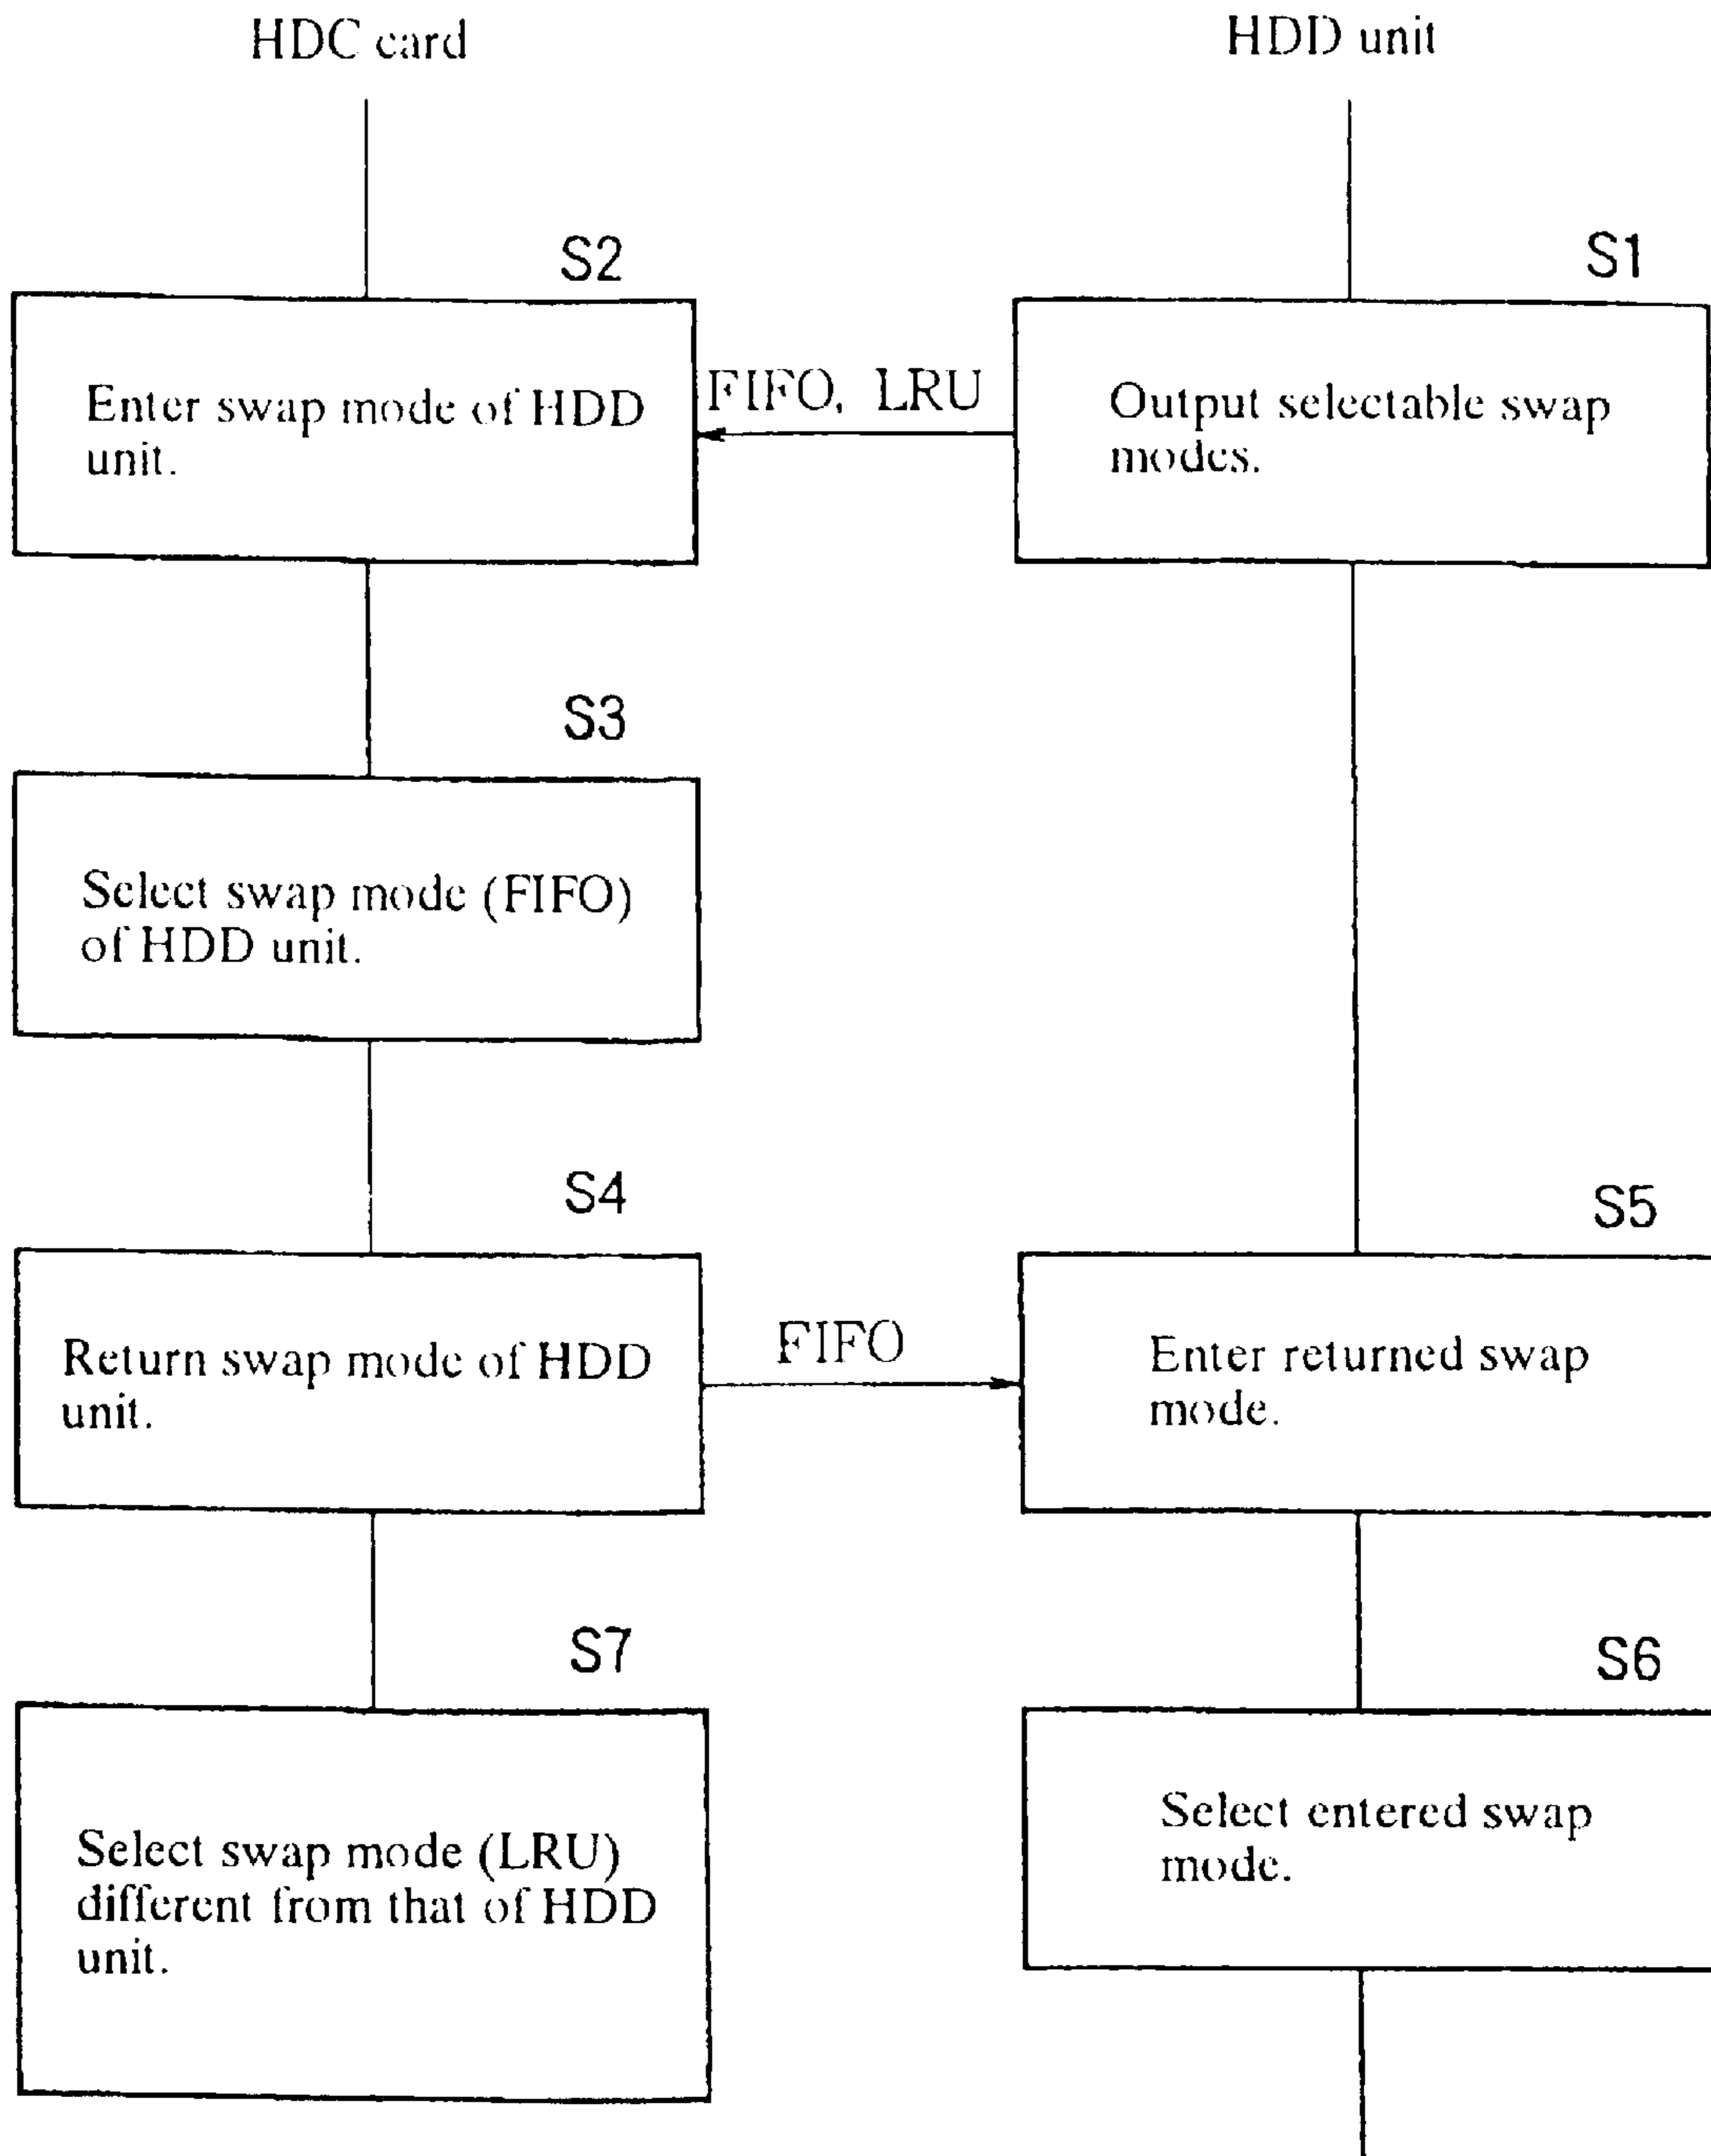 HDC card
HDD unit
S2
S1
Enter swap mode of HDD
unit.
FIFO, LRU
Output selectable swap
modes.
S3
Select swap mode (FIFO)
of HDD unit.
S4
S5
Return swap mode of HDD
unit.
FIFO
Enter returned swap
mode.
S7
S6
Select swap mode (LRU)
different from that of HDD
unit.
Select entered swap
mode.